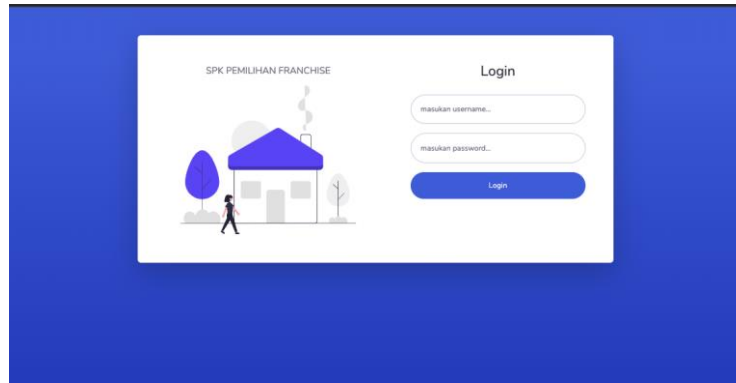 SPK PEMILIHAN FRANCHISE
Login
masukan username...
masukan password...
Login